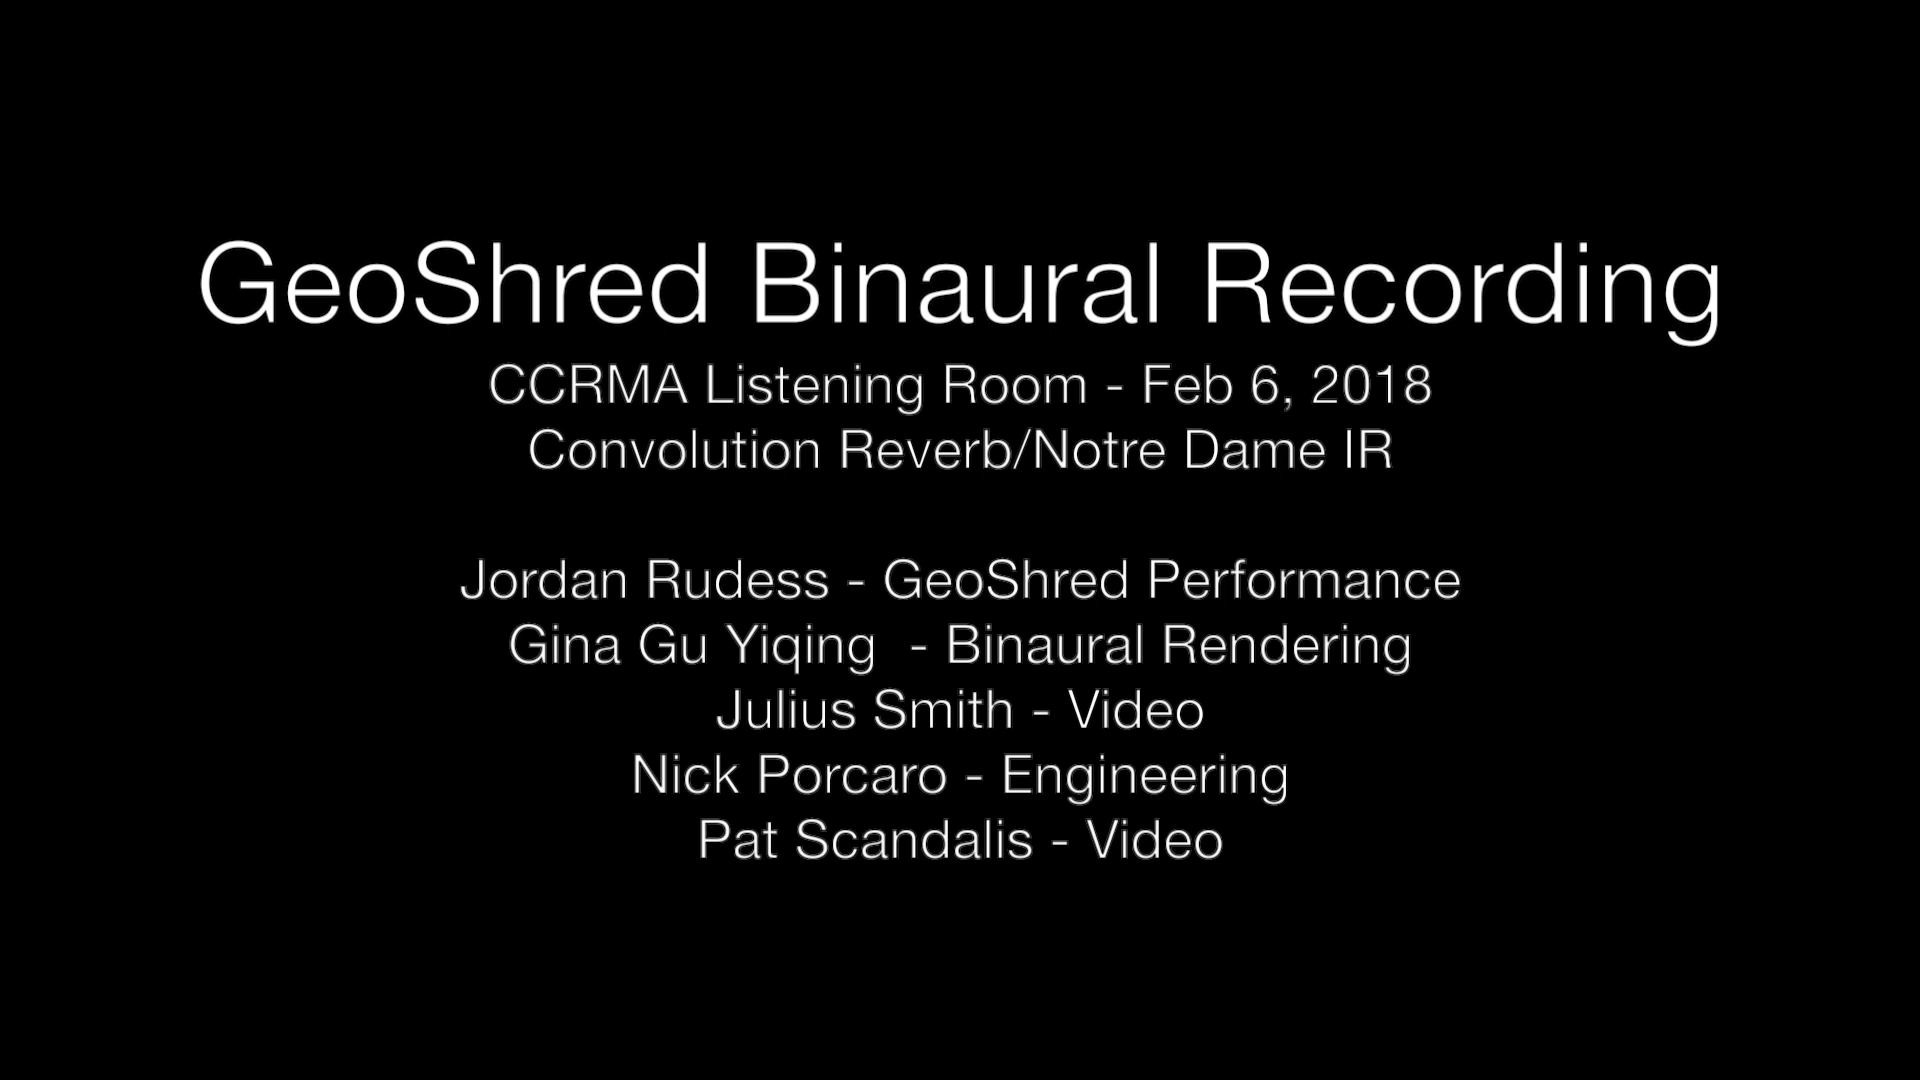 GeoShred Binaural Recording
CCRMA Listening Room - Feb 6, 2018
Convolution Reverb/Notre Dame IR
Jordan Rudess - GeoShred Performance
Gina Gu Yiqing  - Binaural Rendering
Julius Smith - Video
Nick Porcaro - Engineering
Pat Scandalis - Video